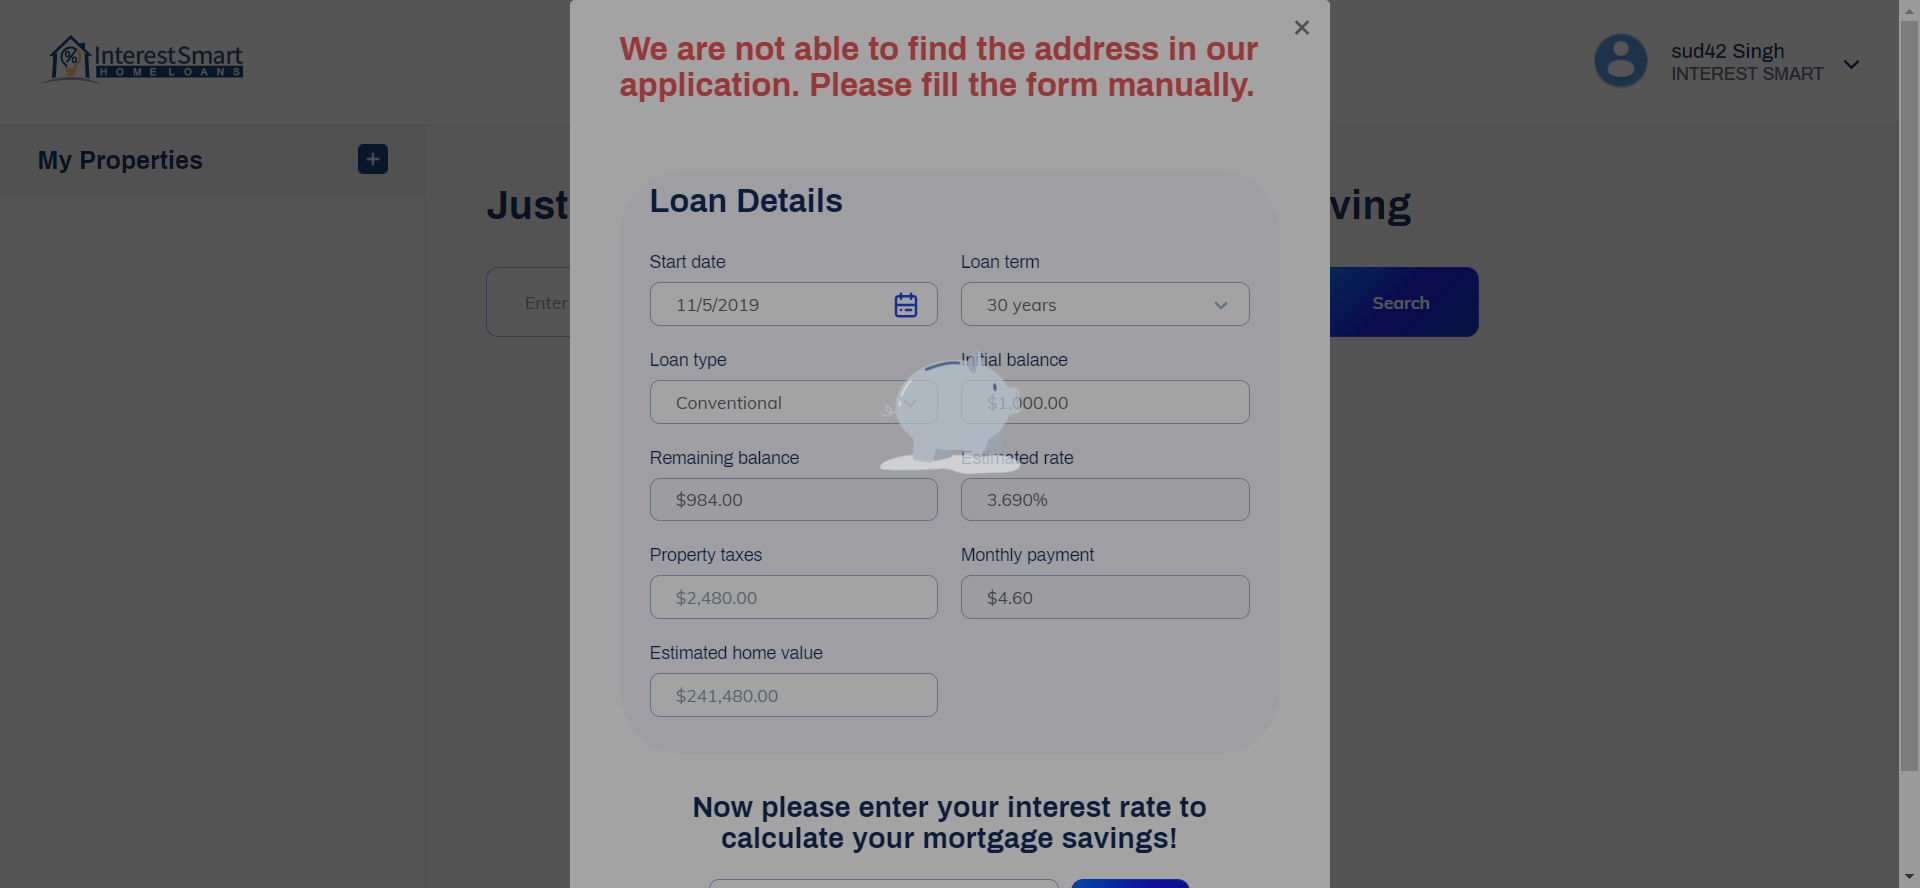 We are not able to find the address in our
application. Please fill the form manually.
InterestSmart
HOME LOANS
sud42 Singh
INTEREST SMART
My Properties
Just
ving
Enter
Search
Loan Details
Start date
Loan term
11/5/2019
30 years
Loan type
Initial balance
Conventional
$1,000.00
Remaining balance
Estimated rate
$984.00
3.690%
Property taxes
Monthly payment
$2,480.00
$4.60
Estimated home value
$241,480.00
Now please enter your interest rate to
calculate your mortgage savings!